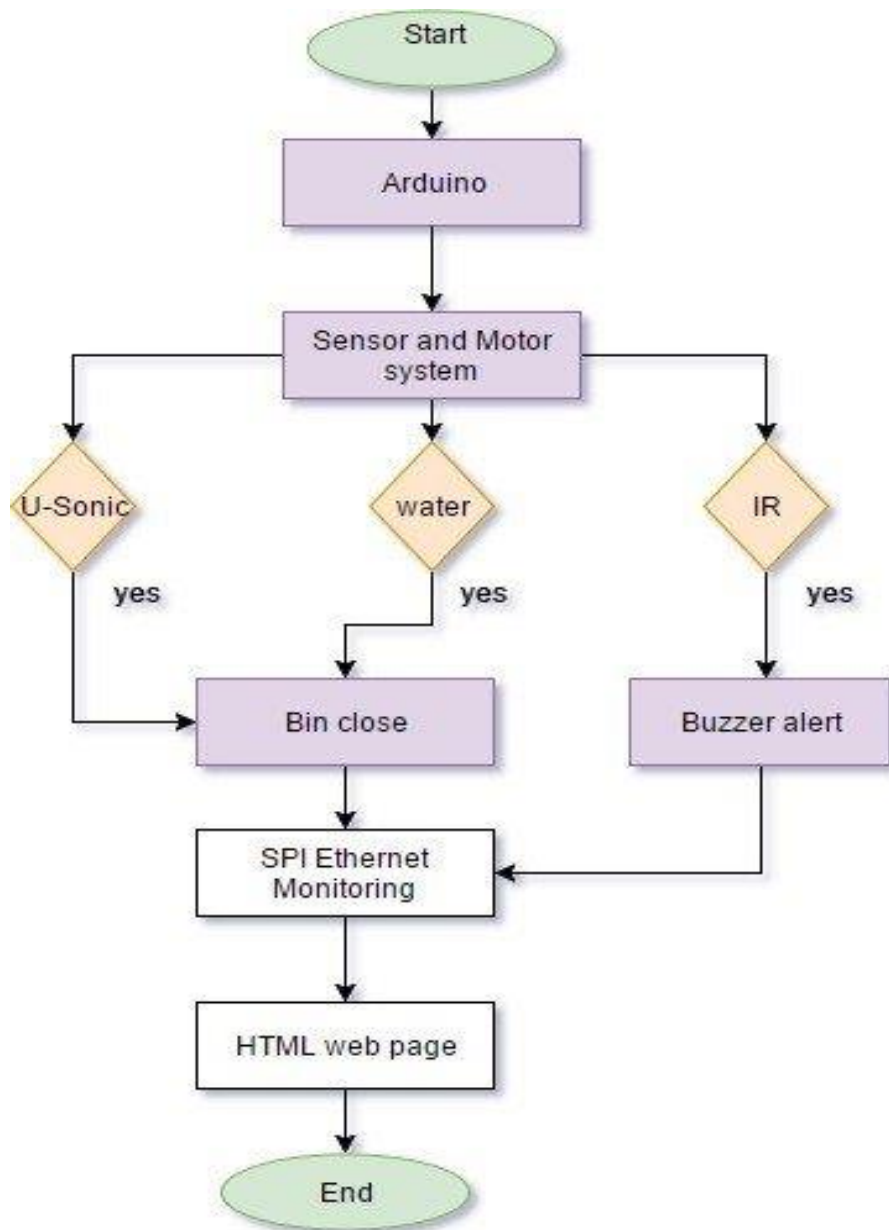 Start
Arduino
Sensor and Motor
system
U-Sonic
water
IR
yes
yes
yes
Bin close
Buzzer alert
SPI Ethernet
Monitoring
HTML web page
End